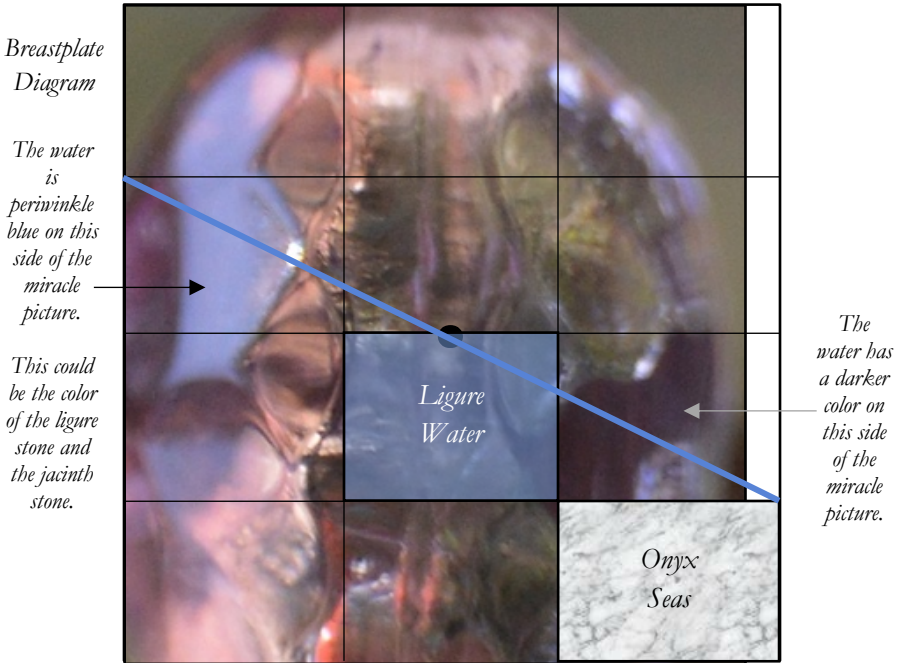 Breastplate
Diagram
The water
is
periwinkle
blue on this
side of the
miracle
picture.
This could
be the color
of the ligure
stone and
the jacinth
stone.
Ligure
Water
The
water has
a darker
color on
this side
of the
miracle
picture.
Onyx
Seas